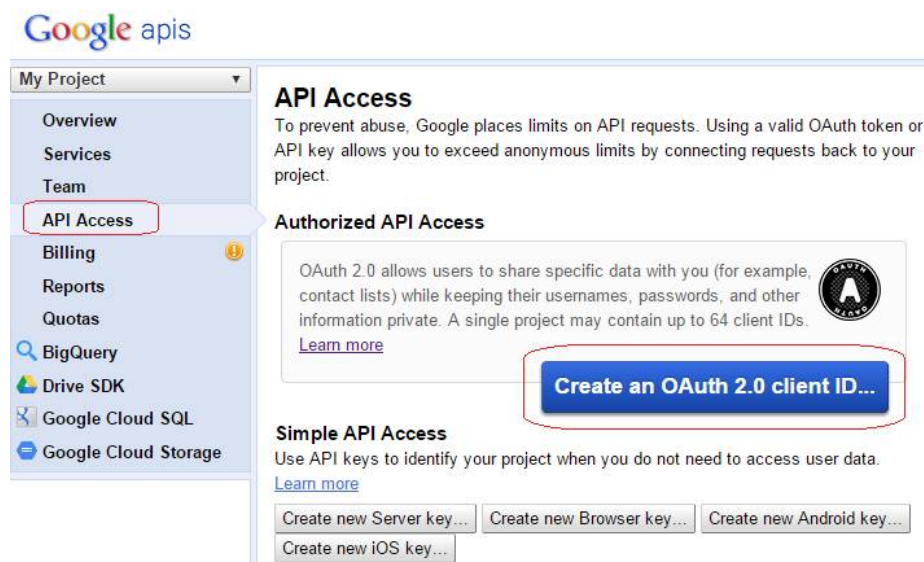 Google apis
My Project
Overview
Services
Team
API Access
Billing
Reports
Quotas
BigQuery
Drive SDK
Google Cloud SQL
Google Cloud Storage
API Access
To prevent abuse, Google places limits on API requests. Using a valid OAuth token or
API key allows you to exceed anonymous limits by connecting requests back to your
project.
Authorized API Access
OAuth 2.0 allows users to share specific data with you (for example,
contact lists) while keeping their usernames, passwords, and other
information private. A single project may contain up to 64 client IDs.
Learn more
OAUTH
A
OAUTH
Create an OAuth 2.0 client ID...
Simple API Access
Use API keys to identify your project when you do not need to access user data.
Learn more
Create new Server key... Create new Browser key... Create new Android key...
Create new iOS key...